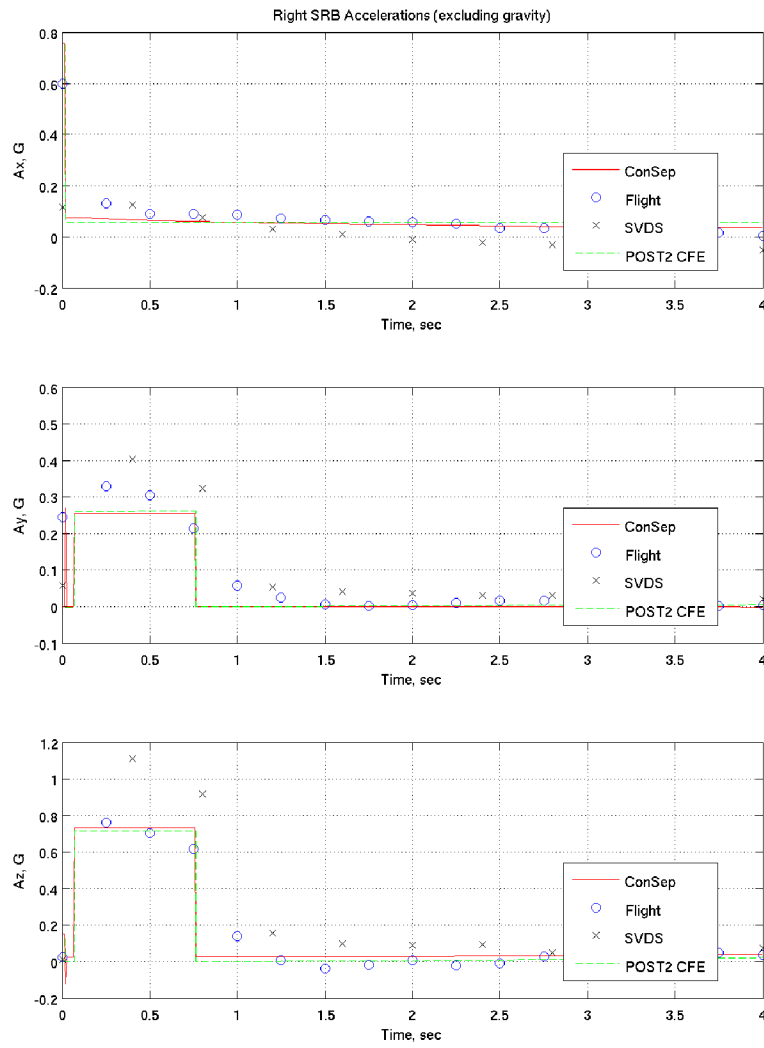 Right SRB Accelerations (excluding gravity)
0.8
0.6
0.4
0.2
0
-0.2
Ax, G
ConSep
Flight
SVDS
POST2 CFE
0 0.5 1 1.5 2 2.5 3 3.5 4
Time, sec
0.6
0.5
0.4
0.3
0.2
0.1
0
-0.1
Ay, G
ConSep
Flight
SVDS
POST2 CFE
0 0.5 1 1.5 2 2.5 3 3.5 4
Time, sec
1.2
1
0.8
0.6
0.4
0.2
0
-0.2
Az, G
ConSep
Flight
SVDS
POST2 CFE
0 0.5 1 1.5 2 2.5 3 3.5 4
Time, sec